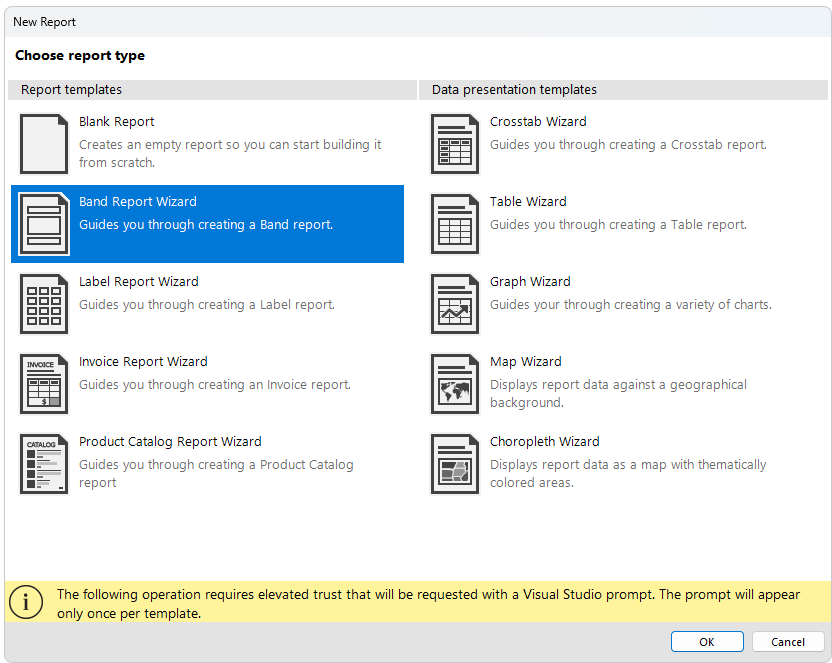 New Report
Choose report type
Report templates
Blank Report
Creates an empty report so you can start building it
from scratch.
Band Report Wizard
Guides you through creating a Band report.
Label Report Wizard
Guides you through creating a Label report.
INVOICE
$
Invoice Report Wizard
Guides you through creating an Invoice report.
CATALOG
Product Catalog Report Wizard
Guides you through creating a Product Catalog
report
Data presentation templates
Crosstab Wizard
Guides you through creating a Crosstab report.
Table Wizard
Guides you through creating a Table report.
Graph Wizard
Guides your through creating a variety of charts.
Map Wizard
Displays report data against a geographical
background.
Choropleth Wizard
Displays report data as a map with thematically
colored areas.
i
The following operation requires elevated trust that will be requested with a Visual Studio prompt. The prompt will appear
only once per template.
OK
Cancel